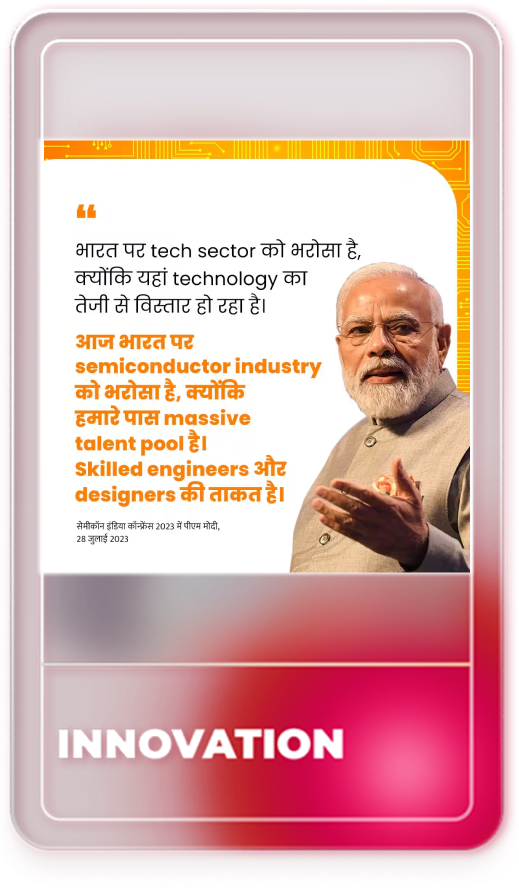 ❝
भारत पर tech sector को भरोसा है,
क्योंकि यहां technology का
तेजी से विस्तार हो रहा है।
आज भारत पर
semiconductor industry
को भरोसा है, क्योंकि
हमारे पास massive
talent pool है।
Skilled engineers और
designers की ताकत है।
सेमीकॉन इंडिया कॉन्फ्रेंस 2023 में पीएम मोदी,
28 जुलाई 2023
INNOVATION